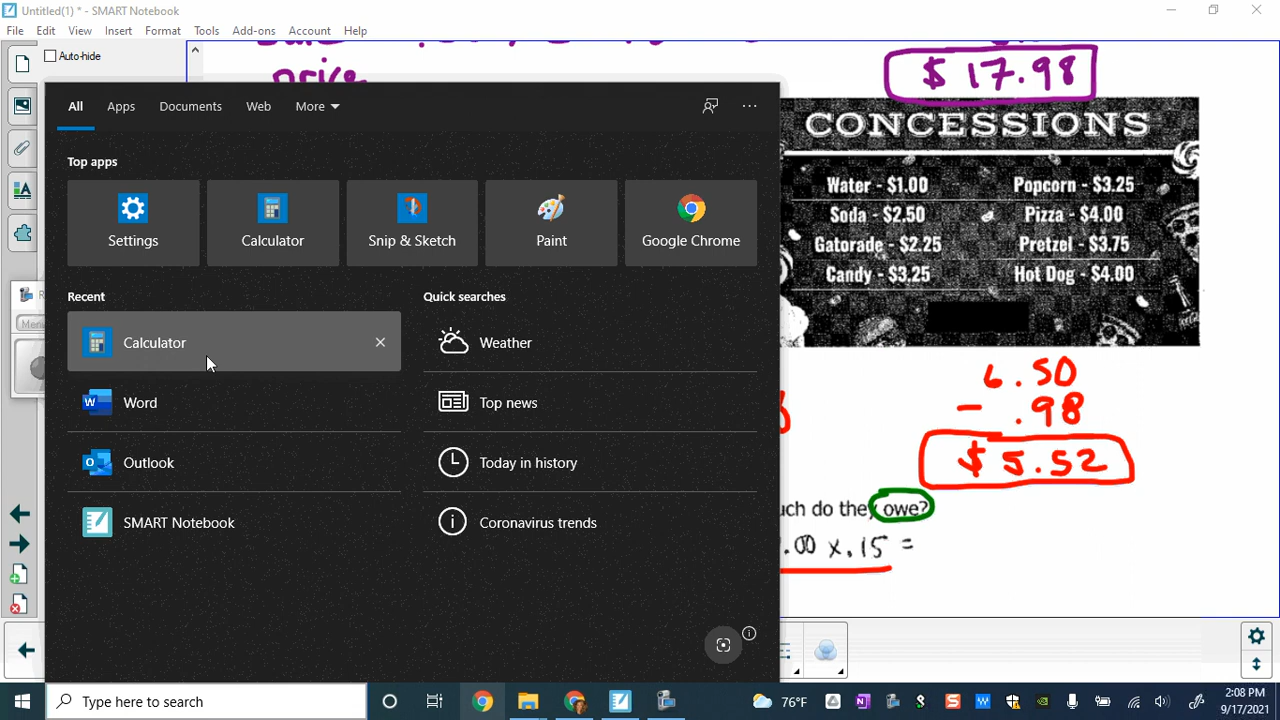 Untitled(1) * - SMART Notebook
File Edit View Insert Format Tools Add-ons Account Help
Auto-hide
price
$ 17.98
All Apps Documents Web More
Top apps
Settings Calculator Snip & Sketch Paint Google Chrome
Recent
Quick searches
Calculator
Word
Outlook
SMART Notebook
Weather
Top news
Today in history
Coronavirus trends
CONCESSIONS
Water - $1.00 Popcorn - $3.25
Soda - $2.50 Pizza - $4.00
Gatorade - $2.25 Pretzel - $3.75
Candy - $3.25 Hot Dog - $4.00
6.50
- .98
$ 5.52
uch do they owe?
.00 x .15 =
Type here to search
76°F
2:08 PM
9/17/2021